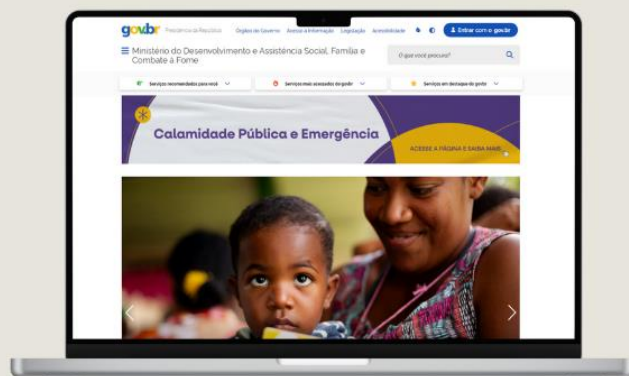 gov.br Presidência da República Órgãos do Governo Acesso à Informação Legislação Acessibilidade Entrar com o gov.br
Ministério do Desenvolvimento e Assistência Social, Família e
Combate à Fome
O que você procura?
Serviços recomendados para você Serviços mais acessados do gov.br Serviços em destaque do gov.br
Calamidade Pública e Emergência
ACESSE A PÁGINA E SAIBA MAIS